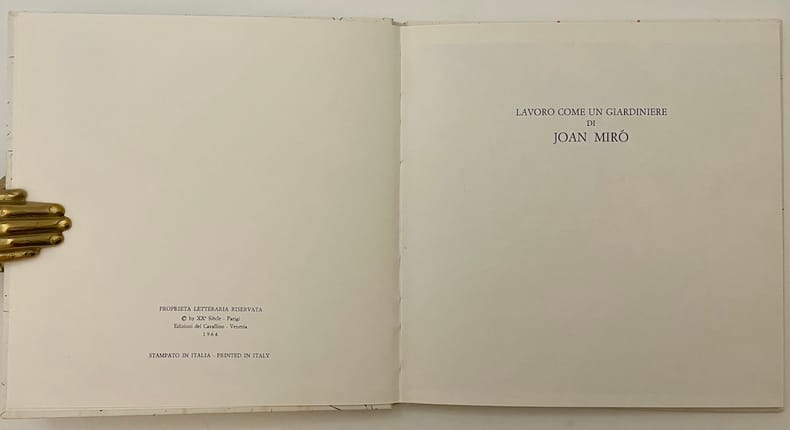 PROPRIETA LETTERARIA RISERVATA
© by XXe Siècle - Parigi
Edizioni del Cavallino - Venezia
1964
STAMPATO IN ITALIA - PRINTED IN ITALY
LAVORO COME UN GIARDINIERE
DI
JOAN MIRÓ